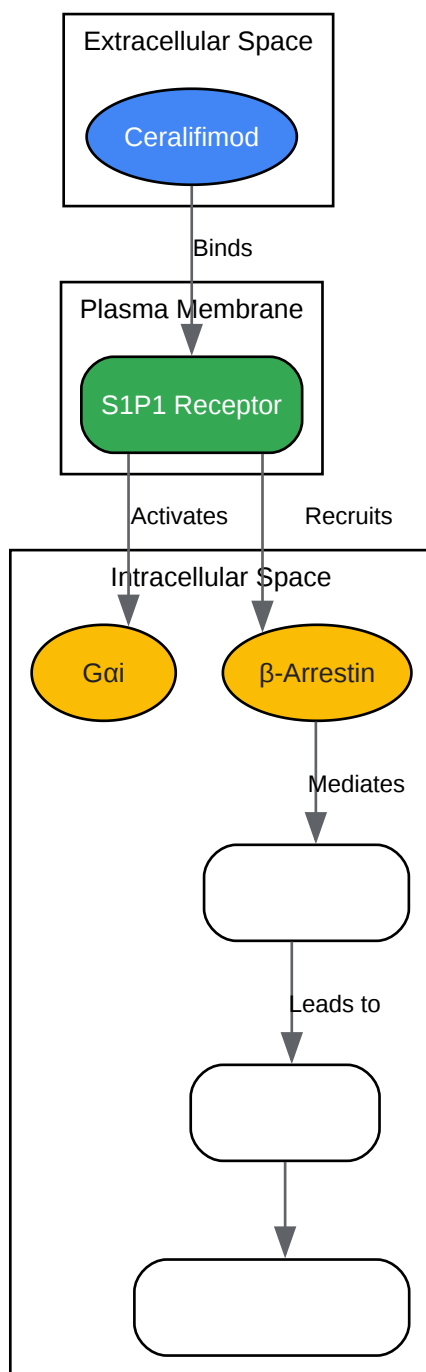 Extracellular Space
Ceralifimod
Binds
Plasma Membrane
S1P1 Receptor
Activates
Recruits
Intracellular Space
Gαi
β-Arrestin
Mediates
Leads to